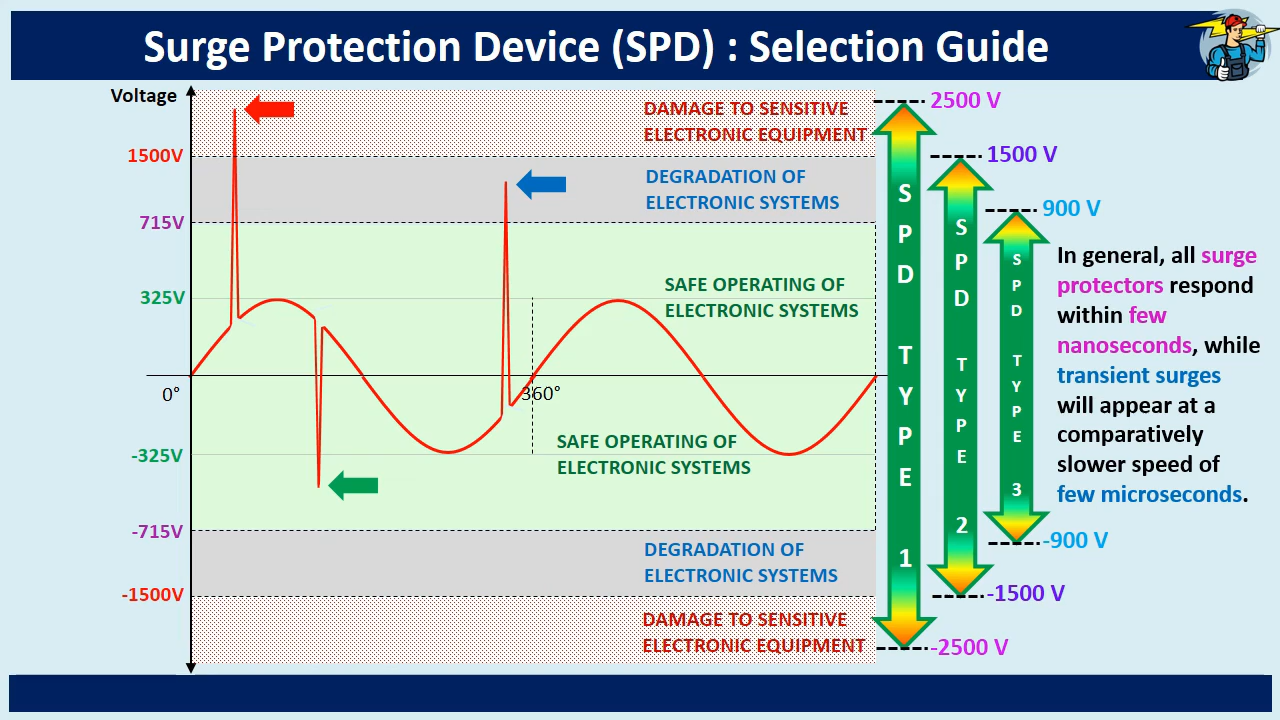 Surge Protection Device (SPD) : Selection Guide
Voltage
1500V
715V
325V
0°
360°
-325V
-715V
-1500V
DAMAGE TO SENSITIVE
ELECTRONIC EQUIPMENT
DEGRADATION OF
ELECTRONIC SYSTEMS
SAFE OPERATING OF
ELECTRONIC SYSTEMS
SAFE OPERATING OF
ELECTRONIC SYSTEMS
DEGRADATION OF
ELECTRONIC SYSTEMS
DAMAGE TO SENSITIVE
ELECTRONIC EQUIPMENT
2500 V
SPD TYPE 1
-2500 V
1500 V
SPD TYPE 2
-1500 V
900 V
SPD TYPE 3
-900 V
In general, all surge
protectors respond
within few
nanoseconds, while
transient surges
will appear at a
comparatively
slower speed of
few microseconds.